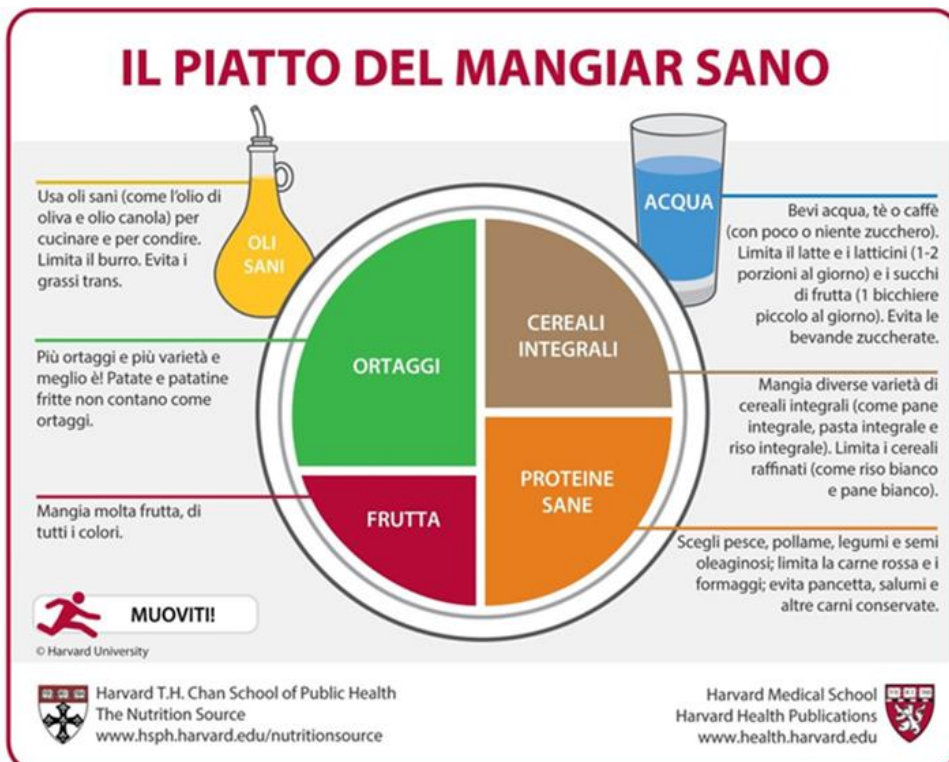 IL PIATTO DEL MANGIAR SANO
Usa oli sani (come l'olio di
oliva e olio canola) per
cucinare e per condire.
Limita il burro. Evita i
grassi trans.
OLI
SANI
ACQUA
Bevi acqua, tè o caffè
(con poco o niente zucchero).
Limita il latte e i latticini (1-2
porzioni al giorno) e i succhi
di frutta (1 bicchiere
piccolo al giorno). Evita le
bevande zuccherate.
Più ortaggi e più varietà e
meglio è! Patate e patatine
fritte non contano come
ortaggi.
ORTAGGI
CEREALI
INTEGRALI
Mangia diverse varietà di
cereali integrali (come pane
integrale, pasta integrale e
riso integrale). Limita i cereali
raffinati (come riso bianco
e pane bianco).
Mangia molta frutta, di
tutti i colori.
FRUTTA
PROTEINE
SANE
Scegli pesce, pollame, legumi e semi
oleaginosi; limita la carne rossa e i
formaggi; evita pancetta, salumi e
altre carni conservate.
MUOVITI!
© Harvard University
Harvard T.H. Chan School of Public Health
The Nutrition Source
www.hsph.harvard.edu/nutritionsource
Harvard Medical School
Harvard Health Publications
www.health.harvard.edu